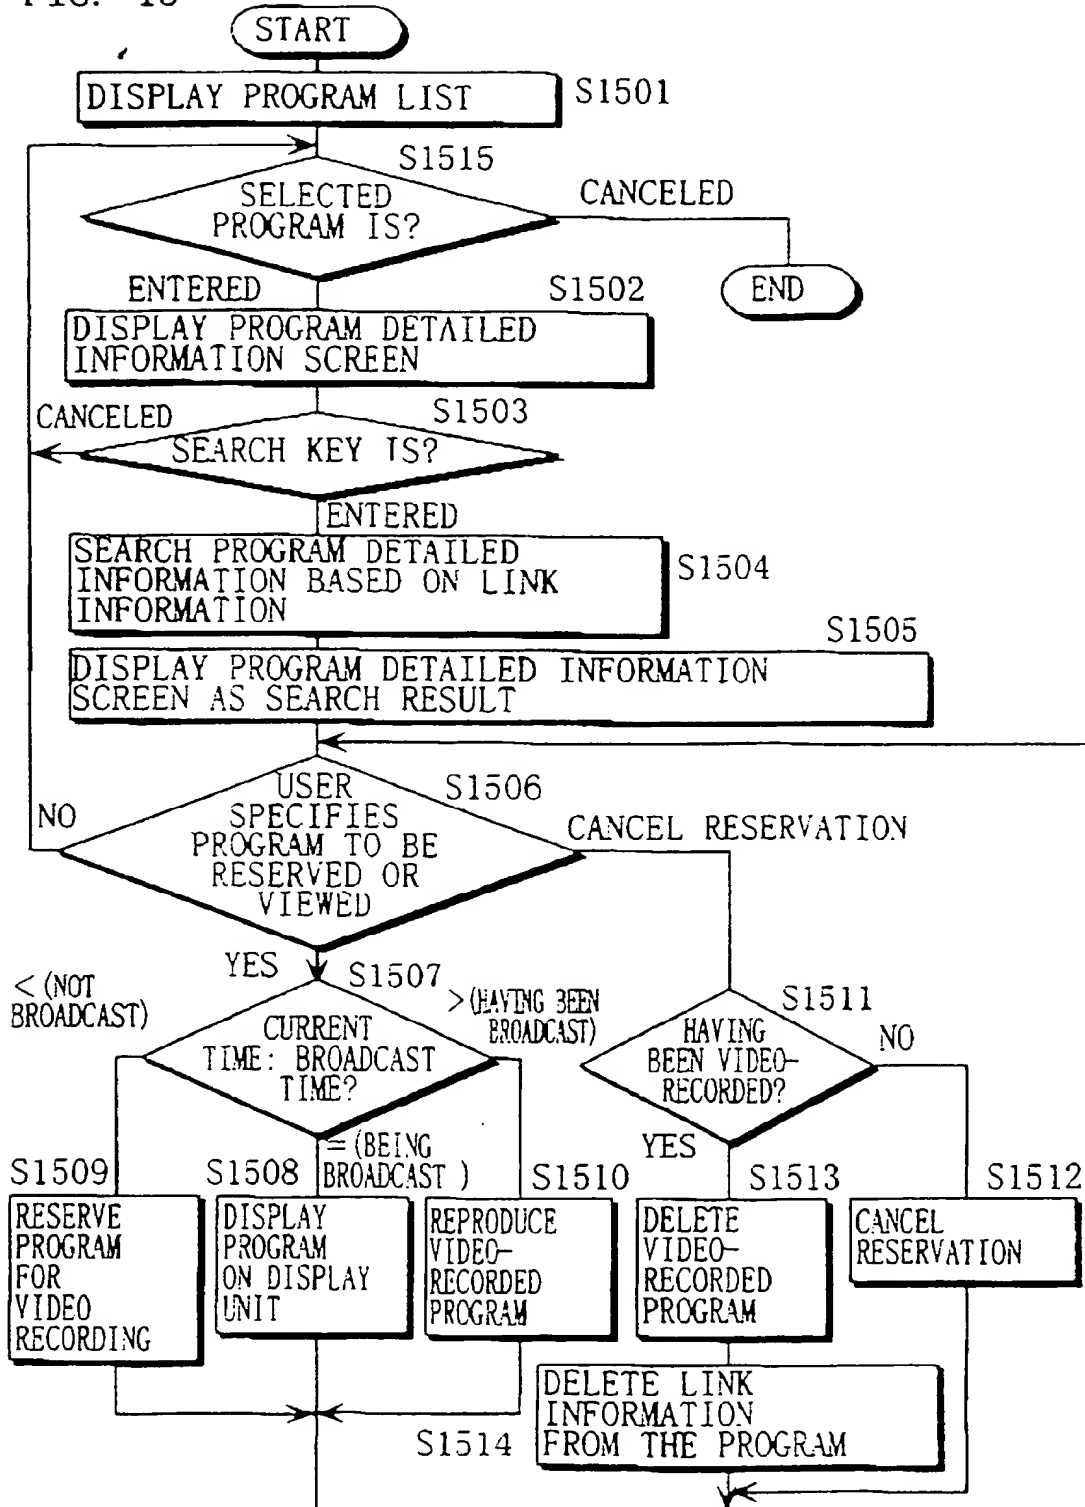 START
DISPLAY PROGRAM LIST
S1501
S1515
SELECTED
PROGRAM IS?
CANCELED
END
ENTERED
S1502
DISPLAY PROGRAM DETAILED
INFORMATION SCREEN
CANCELED
S1503
SEARCH KEY IS?
ENTERED
SEARCH PROGRAM DETAILED
INFORMATION BASED ON LINK
INFORMATION
S1504
S1505
DISPLAY PROGRAM DETAILED INFORMATION
SCREEN AS SEARCH RESULT
S1506
USER
SPECIFIES
PROGRAM TO BE
RESERVED OR
VIEWED
NO
CANCEL RESERVATION
YES
S1507
< (NOT
BROADCAST)
CURRENT
TIME: BROADCAST
TIME?
> (HAVING BEEN
BROADCAST)
S1511
HAVING
BEEN VIDEO-
RECORDED?
NO
YES
= (BEING
BROADCAST )
S1509
RESERVE
PROGRAM
FOR
VIDEO
RECORDING
S1508
DISPLAY
PROGRAM
ON DISPLAY
UNIT
S1510
REPRODUCE
VIDEO-
RECORDED
PROGRAM
S1513
DELETE
VIDEO-
RECORDED
PROGRAM
S1512
CANCEL
RESERVATION
S1514
DELETE LINK
INFORMATION
FROM THE PROGRAM